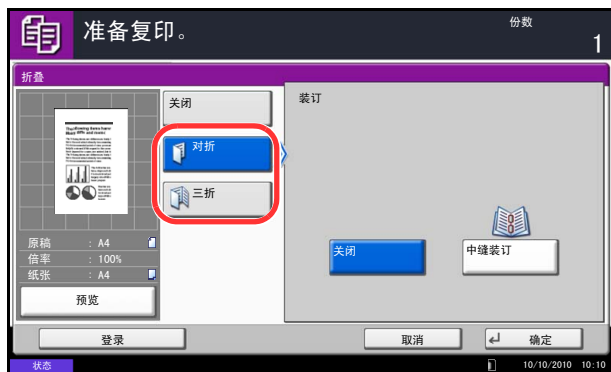 准备复印。
份数
1
折叠
关闭
对折
三折
装订
关闭
中缝装订
原稿 : A4
倍率 : 100%
纸张 : A4
预览
登录
取消
确定
状态
10/10/2010 10:10